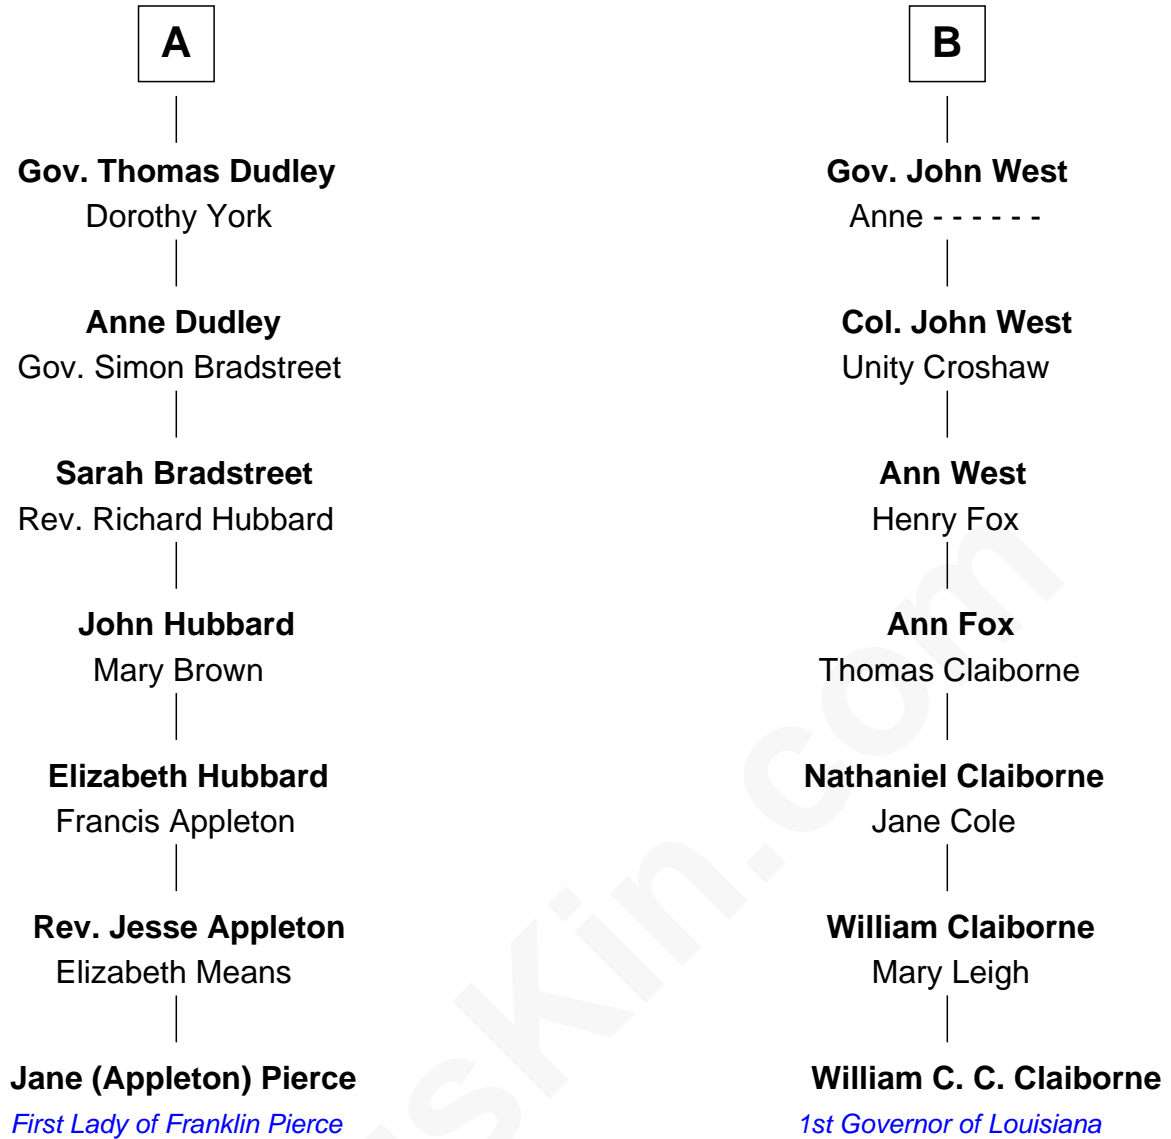 A
Gov. Thomas Dudley
Dorothy York
Anne Dudley
Gov. Simon Bradstreet
Sarah Bradstreet
Rev. Richard Hubbard
John Hubbard
Mary Brown
Elizabeth Hubbard
Francis Appleton
Rev. Jesse Appleton
Elizabeth Means
Jane (Appleton) Pierce
First Lady of Franklin Pierce
B
Gov. John West
Anne - - - - - -
Col. John West
Unity Croshaw
Ann West
Henry Fox
Ann Fox
Thomas Claiborne
Nathaniel Claiborne
Jane Cole
William Claiborne
Mary Leigh
William C. C. Claiborne
1st Governor of Louisiana
sKin.com